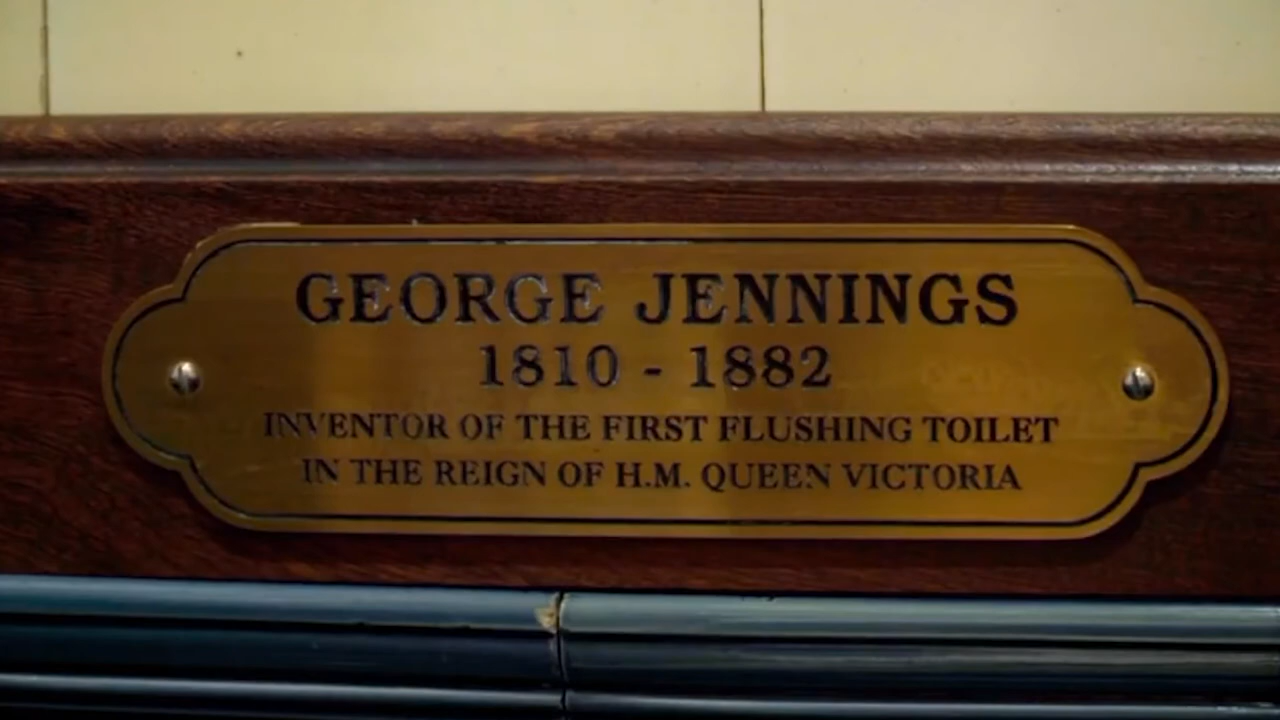 GEORGE JENNINGS
1810 - 1882
INVENTOR OF THE FIRST FLUSHING TOILET
IN THE REIGN OF H.M. QUEEN VICTORIA